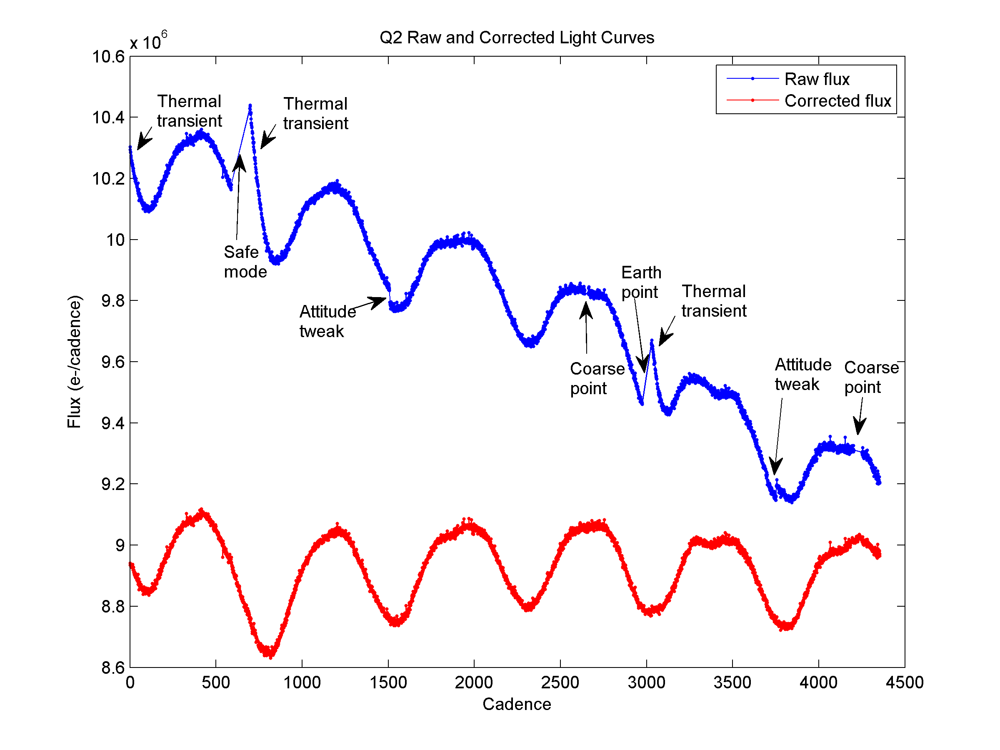 Q2 Raw and Corrected Light Curves
x 10^6
10.6
10.4
10.2
10
9.8
9.6
9.4
9.2
9
8.8
8.6
Flux (e-/cadence)
Raw flux
Corrected flux
Thermal
transient
Thermal
transient
Safe
mode
Attitude
tweak
Coarse
point
Earth
point
Thermal
transient
Attitude
tweak
Coarse
point
0 500 1000 1500 2000 2500 3000 3500 4000 4500
Cadence